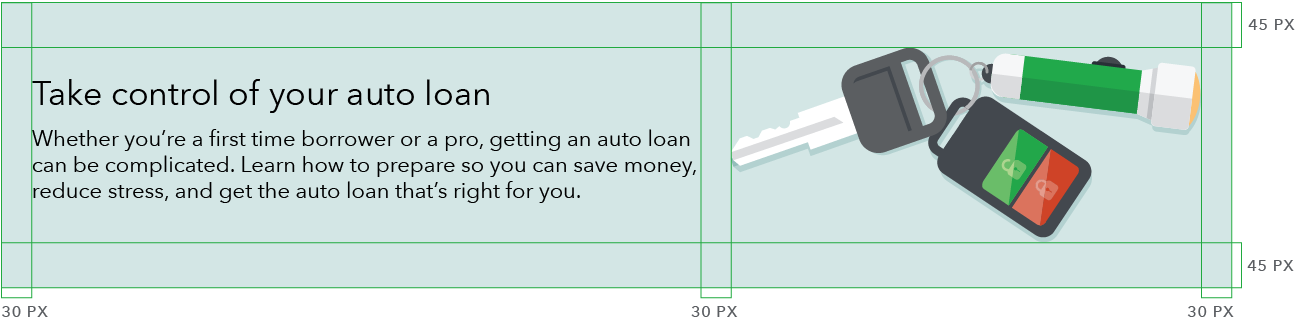 45 PX
Take control of your auto loan
Whether you’re a first time borrower or a pro, getting an auto loan
can be complicated. Learn how to prepare so you can save money,
reduce stress, and get the auto loan that’s right for you.
45 PX
30 PX
30 PX
30 PX